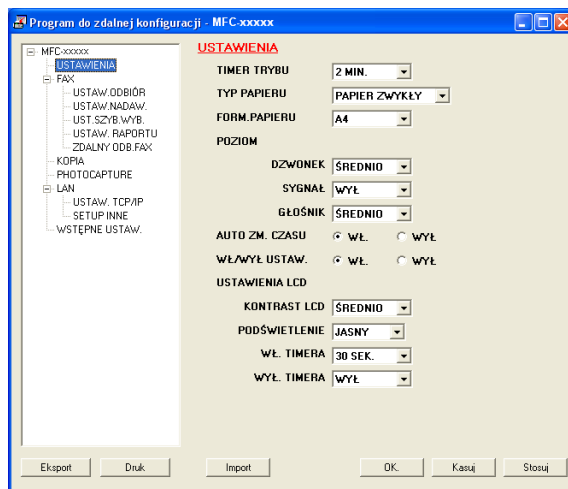 Program do zdalnej konfiguracji - MFC-xxxxx
MFC-xxxxx
USTAWIENIA
FAX
USTAW.ODBIÓR
USTAW.NADAW.
UST.SZYB.WYB.
USTAW. RAPORTU
ZDALNY ODB.FAX
KOPIA
PHOTOCAPTURE
LAN
USTAW. TCP/IP
SETUP INNE
WSTĘPNE USTAW.
USTAWIENIA
TIMER TRYBU 2 MIN.
TYP PAPIERU PAPIER ZWYKŁY
FORM.PAPIERU A4
POZIOM
DZWONEK ŚREDNIO
SYGNAŁ WYŁ
GŁOŚNIK ŚREDNIO
AUTO ZM. CZASU WŁ. WYŁ
WŁ/WYŁ USTAW. WŁ. WYŁ
USTAWIENIA LCD
KONTRAST LCD ŚREDNIO
PODŚWIETLENIE JASNY
WŁ. TIMERA 30 SEK.
WYŁ. TIMERA WYŁ
Eksport Druk Import OK. Kasuj Stosuj